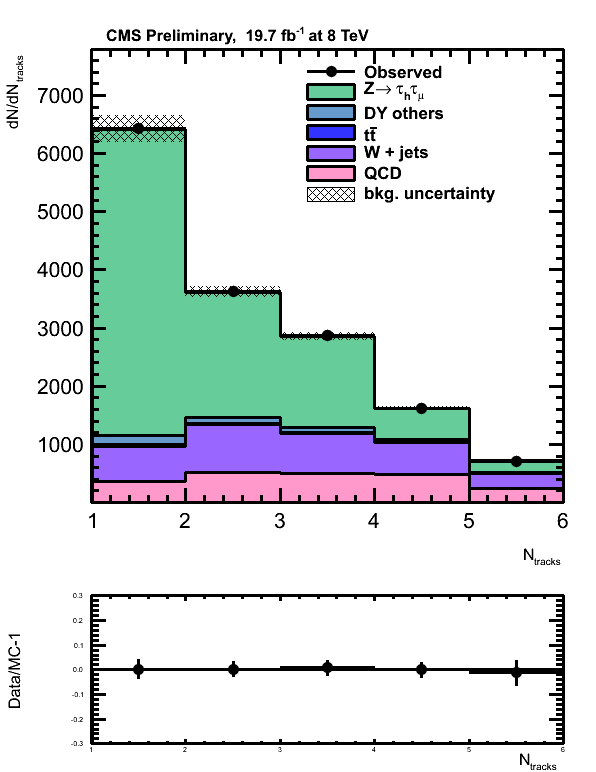 CMS Preliminary, 19.7 fb⁻¹ at 8 TeV
dN/dN_tracks
7000
6000
5000
4000
3000
2000
1000
Observed
Z→ τ_h τ_μ
DY others
tt̄
W + jets
QCD
bkg. uncertainty
1 2 3 4 5 6
N_tracks
Data/MC-1
0.3
0.2
0.1
0.0
-0.1
-0.2
-0.3
1 2 3 4 5 6
N_tracks